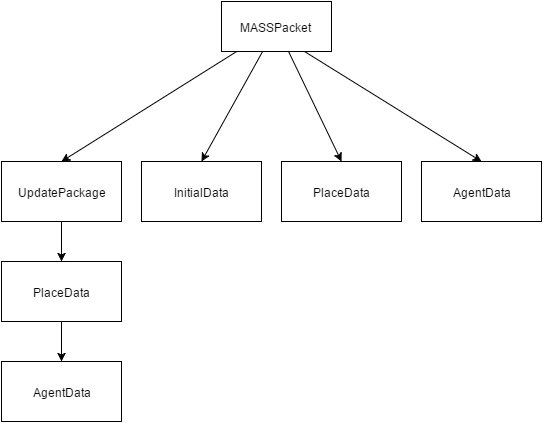 MASSPacket
UpdatePackage
InitialData
PlaceData
AgentData
PlaceData
AgentData